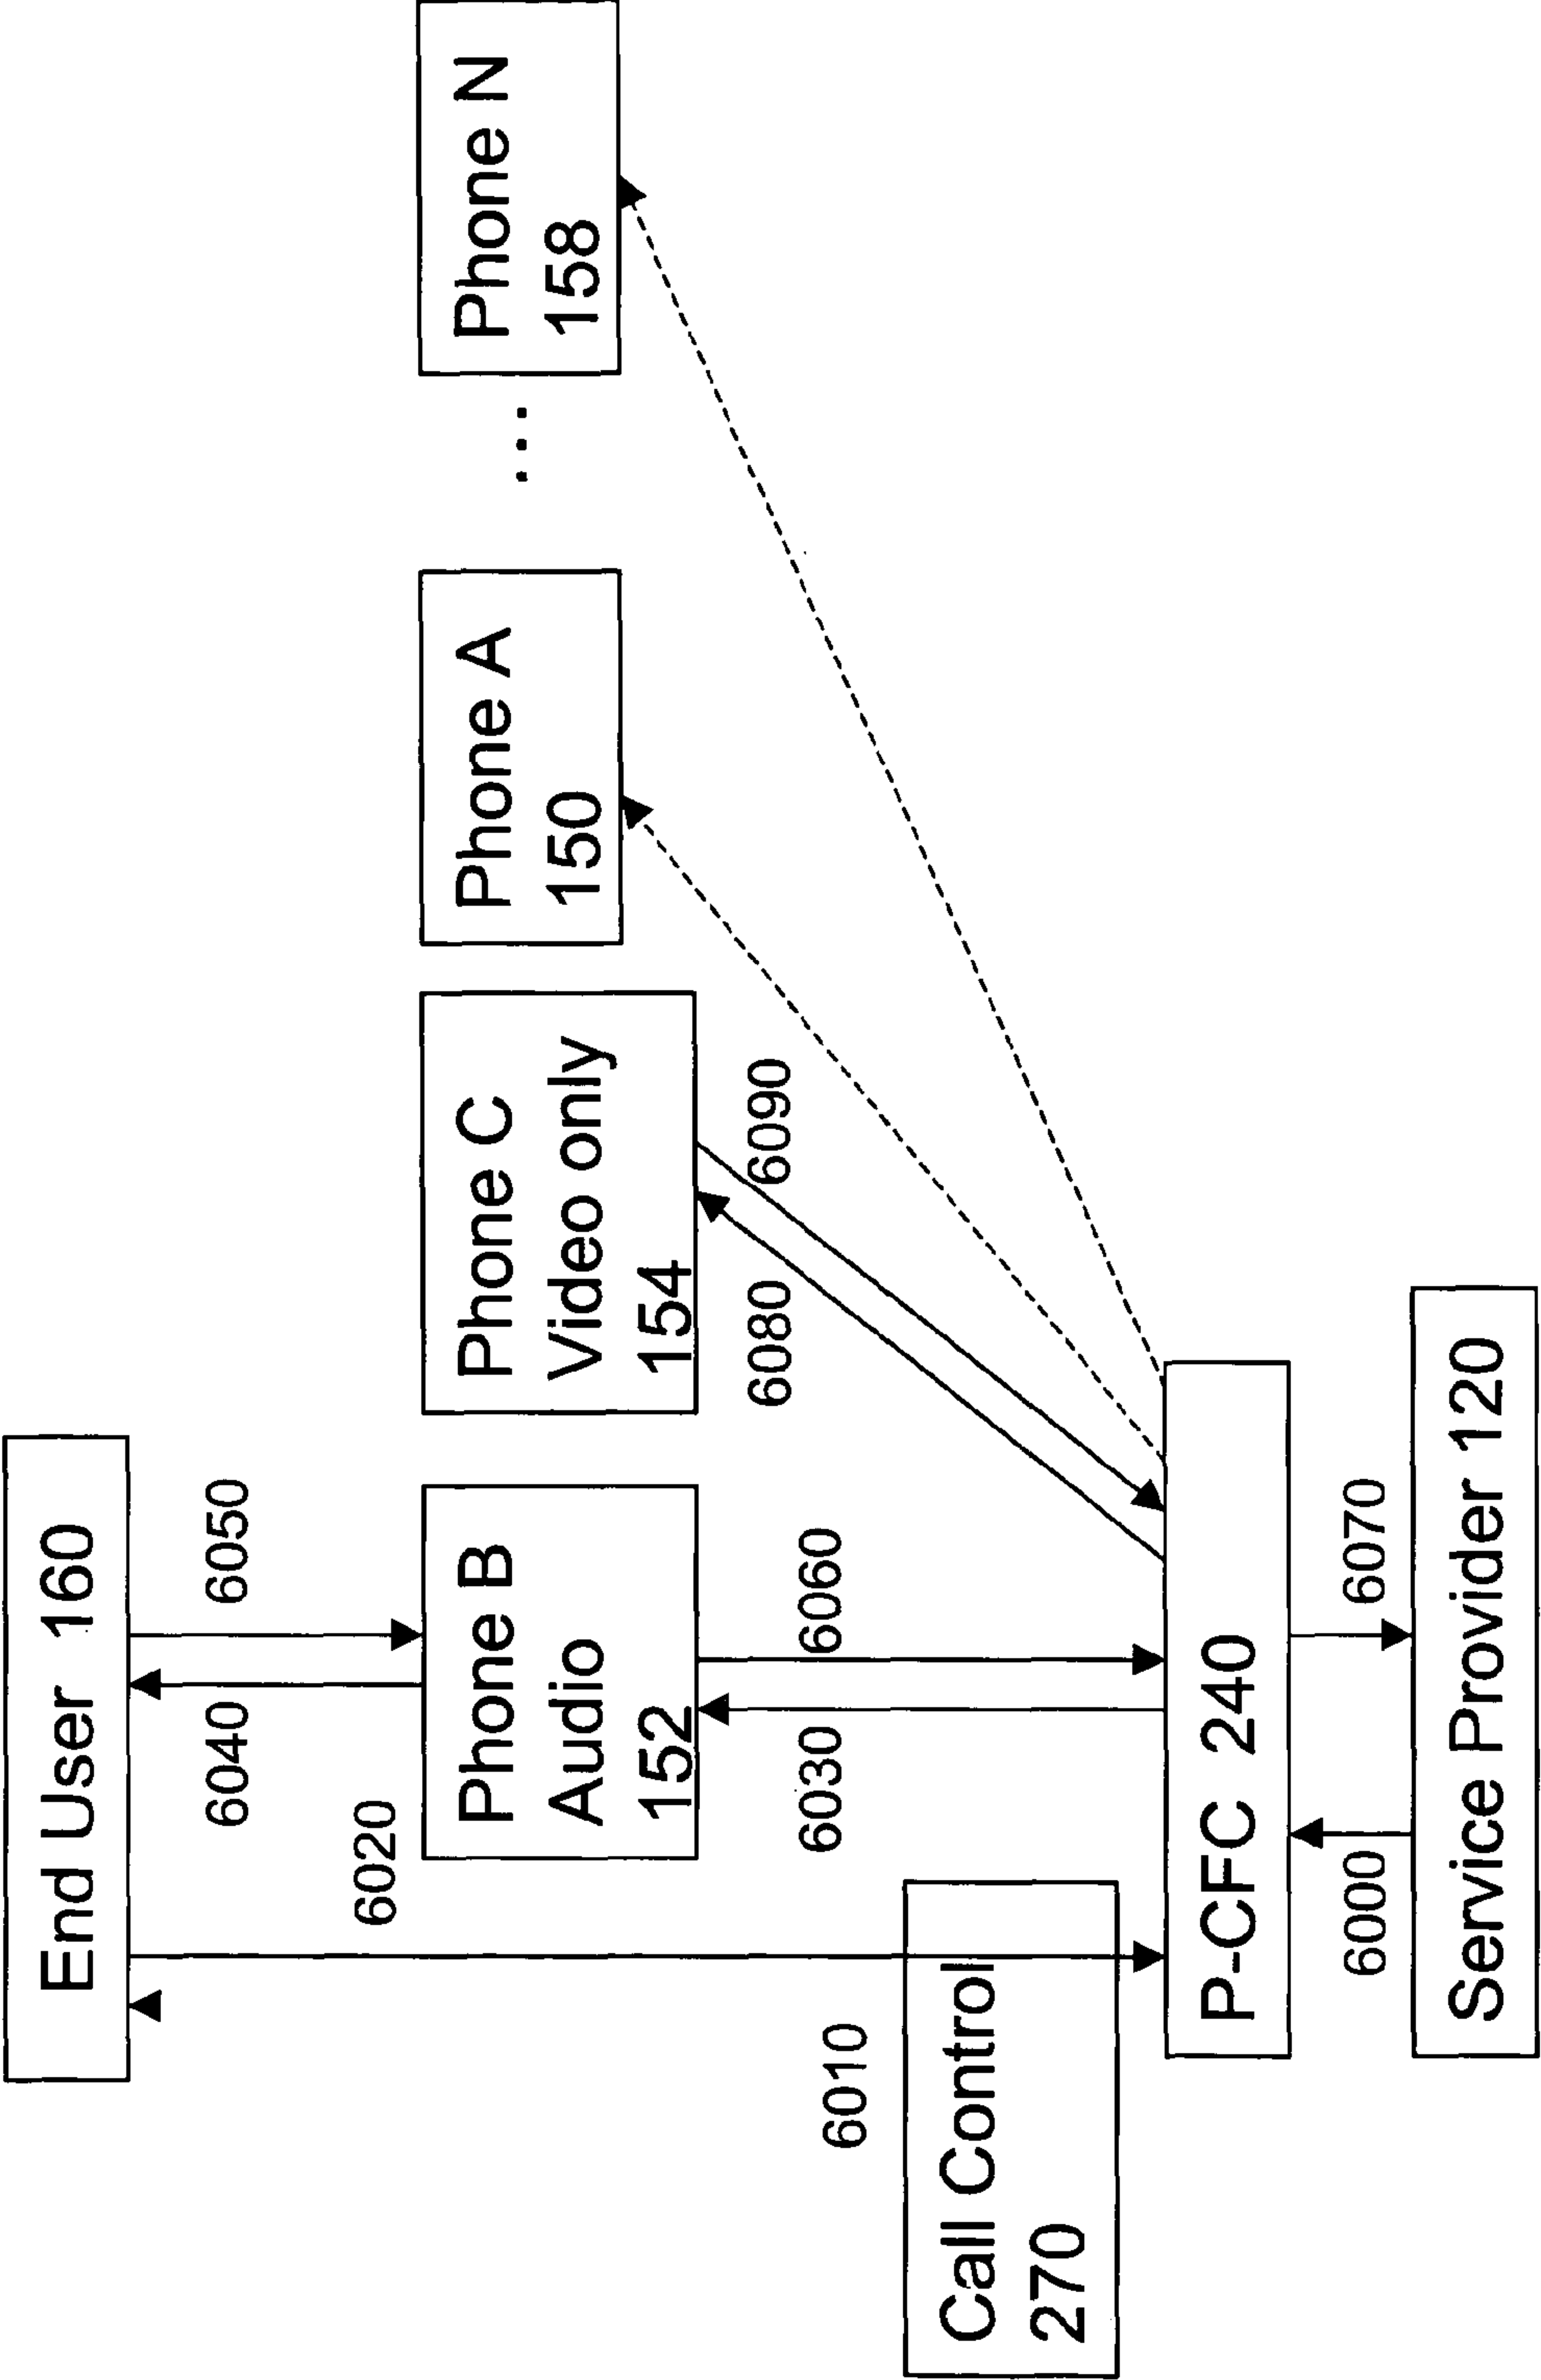 End User 160
6020
6040
6050
Phone B
Audio
152
Phone C
Video only
154
Phone A
150
...
Phone N
158
6010
6030
6060
6080
6090
Call Control
270
P-CFC 240
6000
6070
Service Provider 120